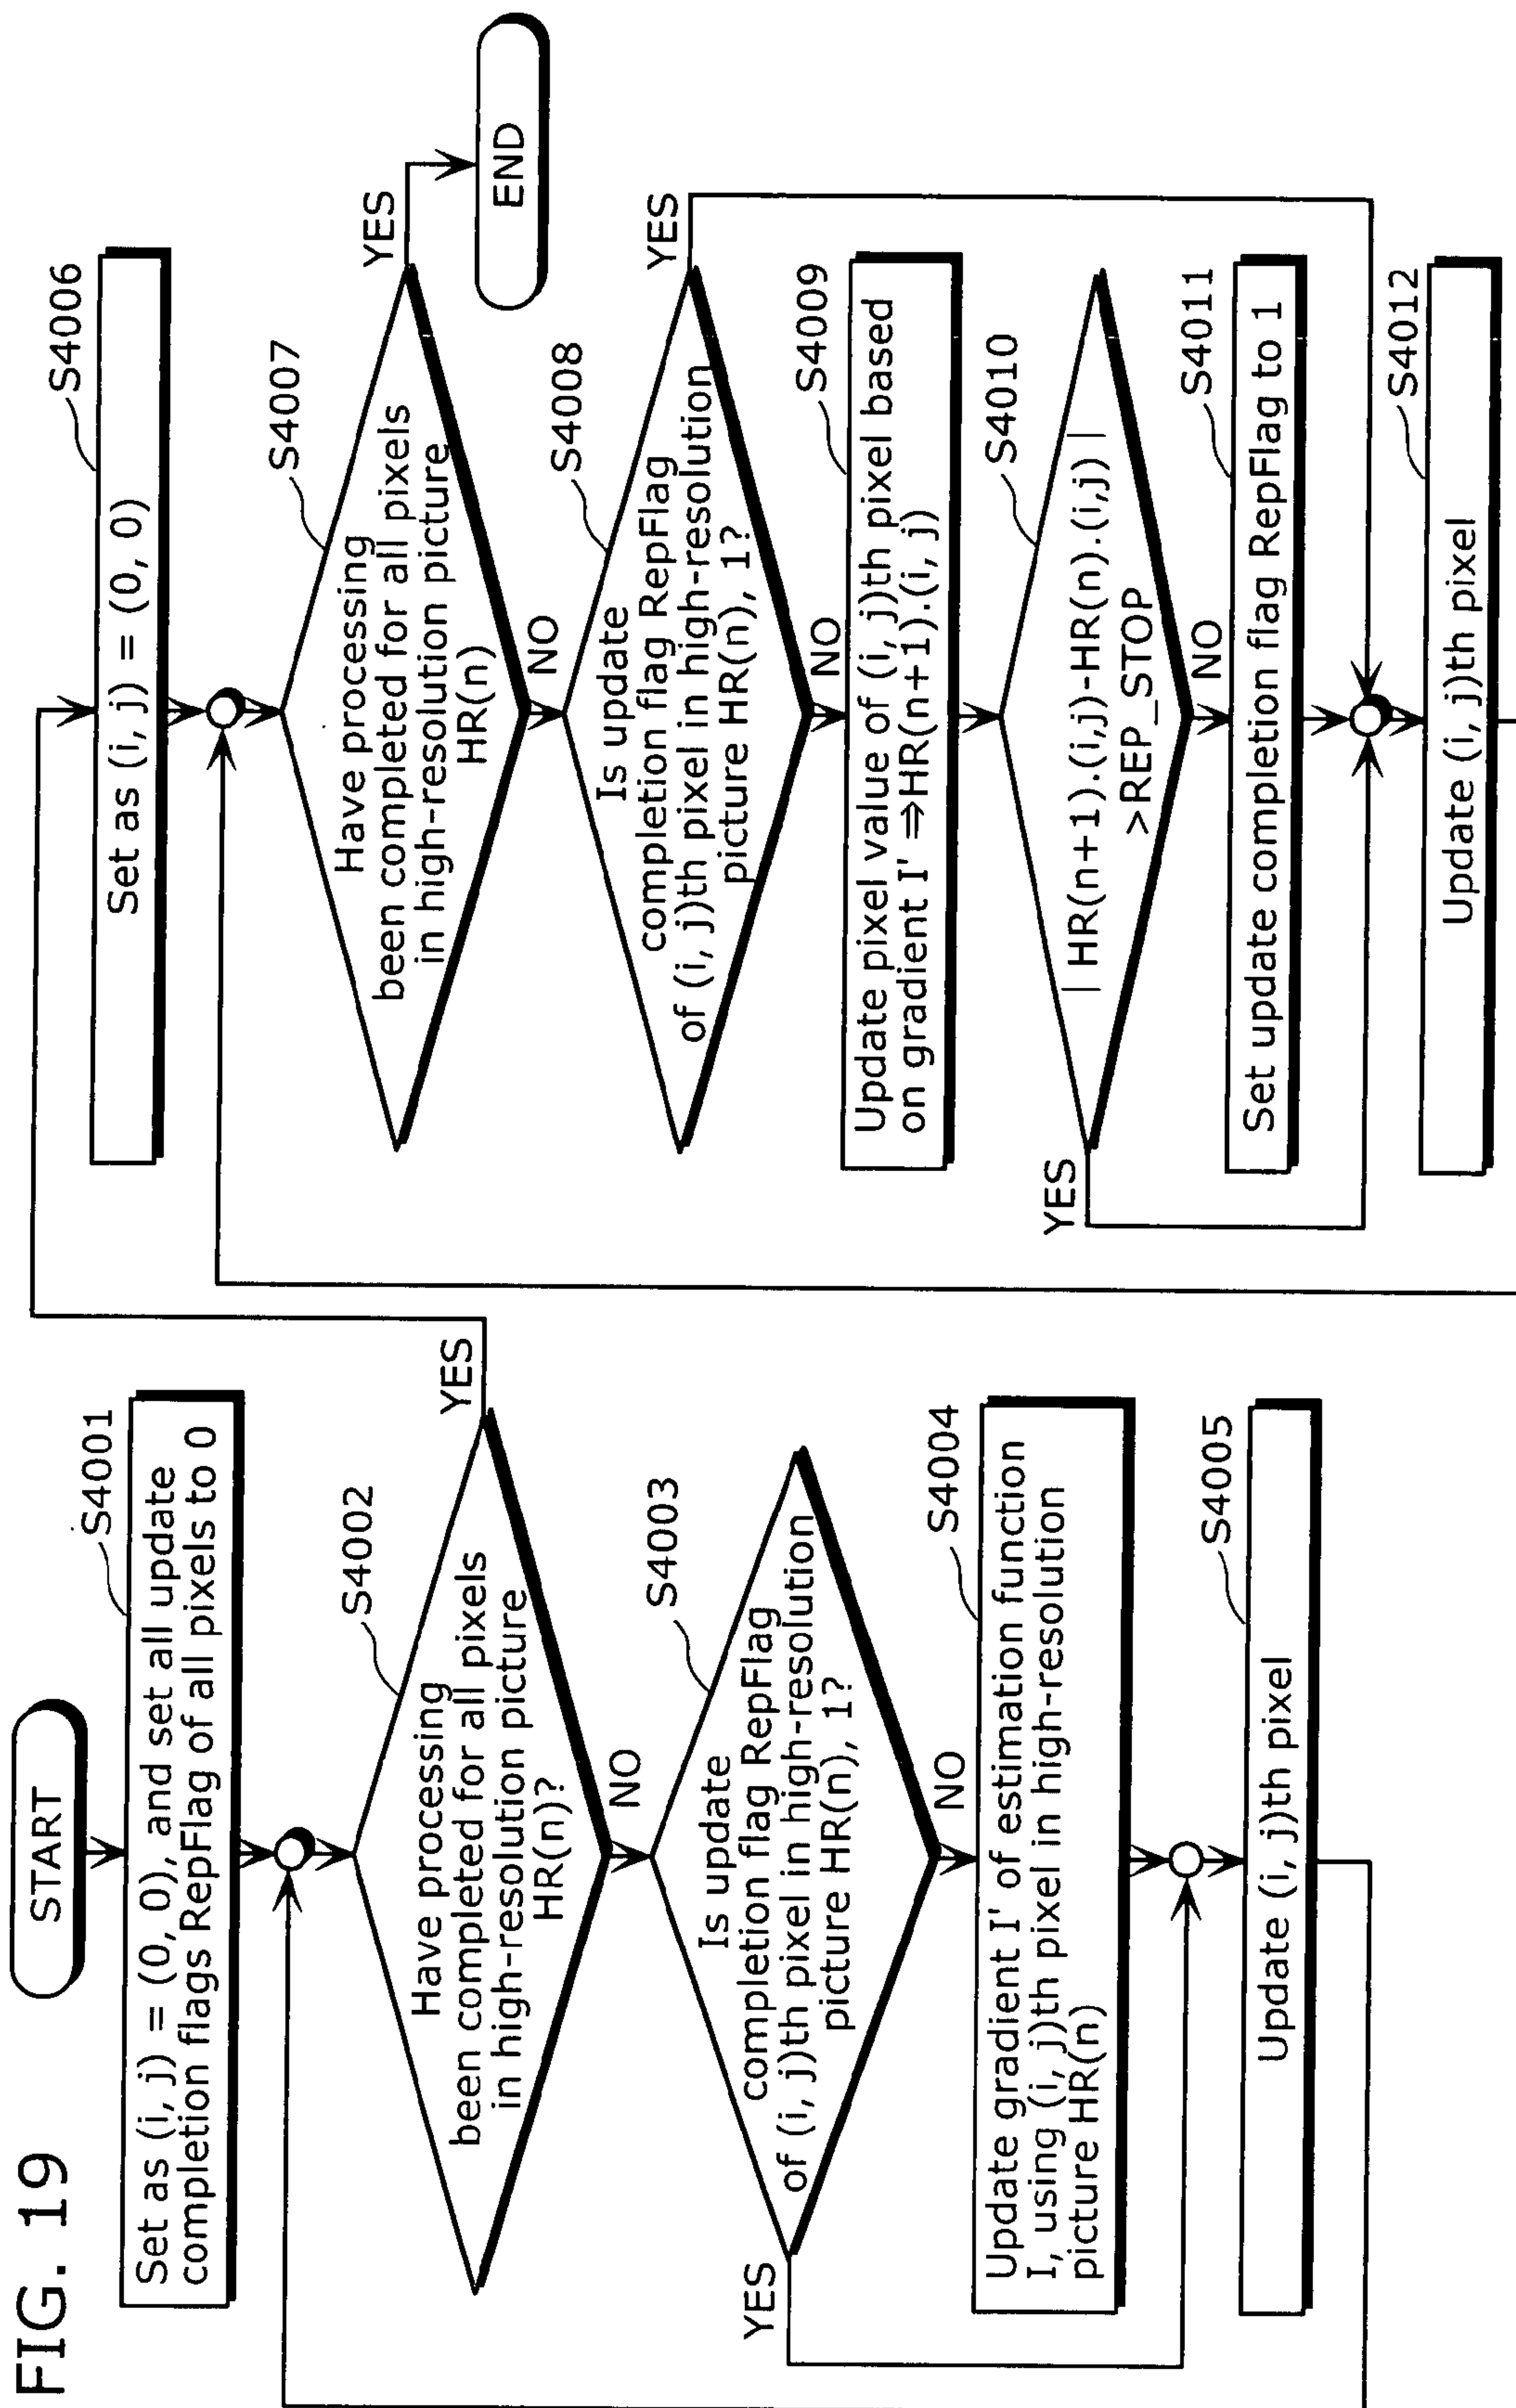 FIG. 19
START
S4001
Set as (i, j) = (0, 0), and set all update
completion flags RepFlag of all pixels to 0
S4002
Have processing
been completed for all pixels
in high-resolution picture
HR(n)?
YES
NO
S4003
Is update
completion flag RepFlag
of (i, j)th pixel in high-resolution
picture HR(n), 1?
YES
NO
S4004
Update gradient I' of estimation function
I, using (i, j)th pixel in high-resolution
picture HR(n)
S4005
Update (i, j)th pixel
S4006
Set as (i, j) = (0, 0)
S4007
Have processing
been completed for all pixels
in high-resolution picture
HR(n)
YES
END
NO
S4008
Is update
completion flag RepFlag
of (i, j)th pixel in high-resolution
picture HR(n), 1?
YES
NO
S4009
Update pixel value of (i, j)th pixel based
on gradient I' ⇒HR(n+1).(i, j)
S4010
| HR(n+1).(i,j)-HR(n).(i,j) |
>REP_STOP
YES
NO
S4011
Set update completion flag RepFlag to 1
S4012
Update (i, j)th pixel